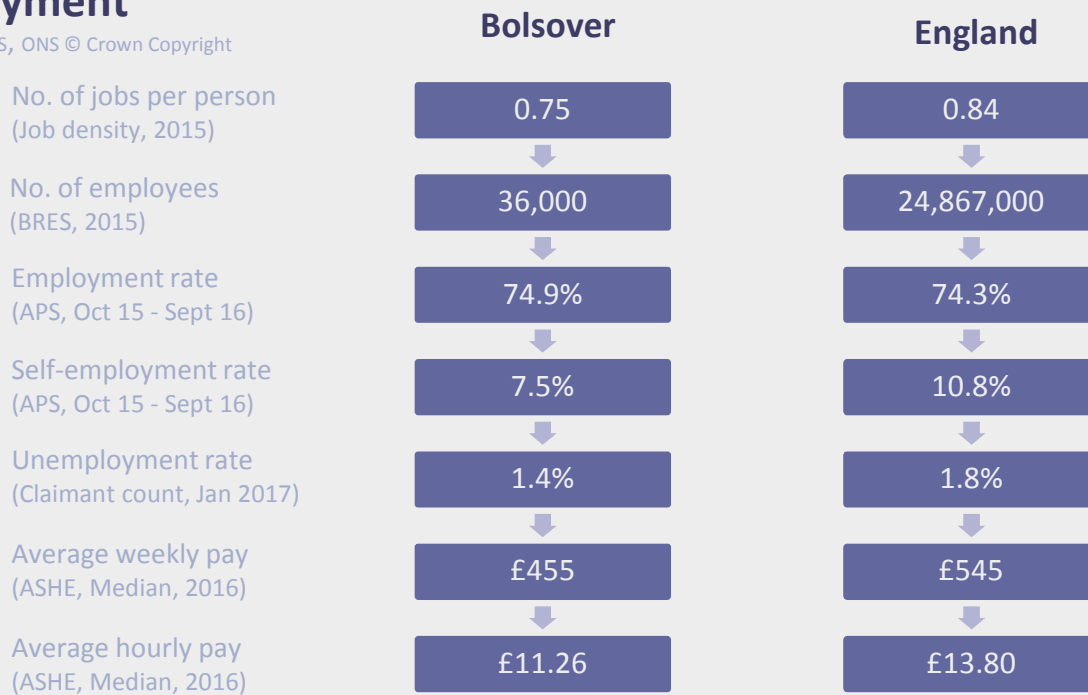 Bolsover
England
ONS © Crown Copyright
No. of jobs per person
(Job density, 2015)
0.75
0.84
No. of employees
(BRES, 2015)
36,000
24,867,000
Employment rate
(APS, Oct 15 - Sept 16)
74.9%
74.3%
Self-employment rate
(APS, Oct 15 - Sept 16)
7.5%
10.8%
Unemployment rate
(Claimant count, Jan 2017)
1.4%
1.8%
Average weekly pay
(ASHE, Median, 2016)
£455
£545
Average hourly pay
(ASHE, Median, 2016)
£11.26
£13.80